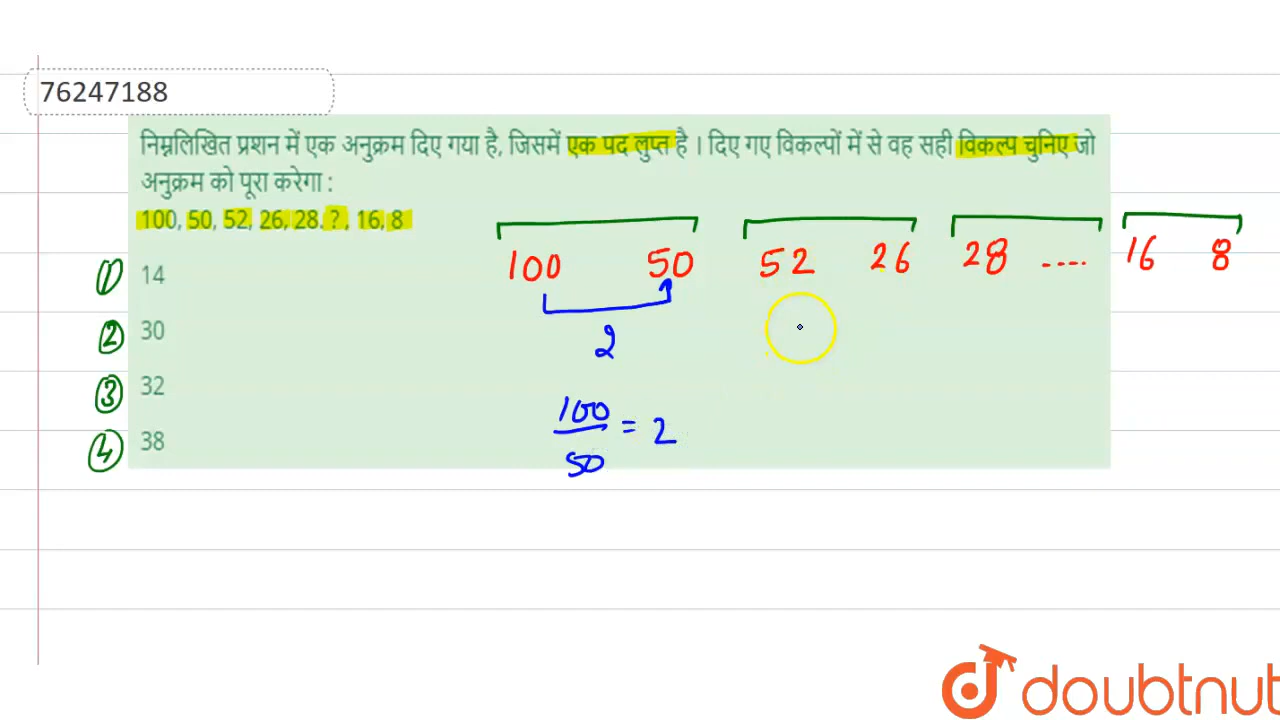 76247188
निम्नलिखित प्रशन में एक अनुक्रम दिए गया है, जिसमें एक पद लुप्त है । दिए गए विकल्पों में से वह सही विकल्प चुनिए जो
अनुक्रम को पूरा करेगा :
100, 50, 52, 26, 28. ? , 16, 8
100 50 52 26 28 .... 16 8
① 14
② 30
2
③ 32
100/50 = 2
④ 38
doubtnut